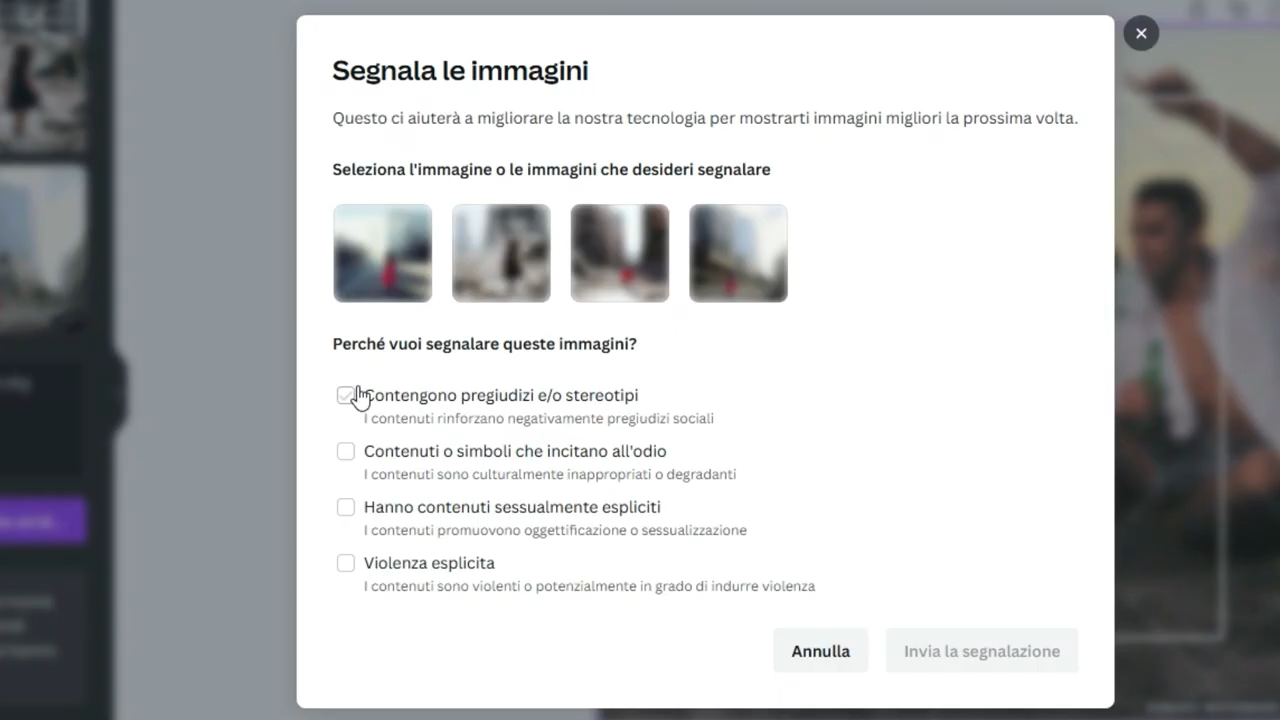 Segnala le immagini
Questo ci aiuterà a migliorare la nostra tecnologia per mostrarti immagini migliori la prossima volta.
Seleziona l'immagine o le immagini che desideri segnalare
Perché vuoi segnalare queste immagini?
Contengono pregiudizi e/o stereotipi
I contenuti rinforzano negativamente pregiudizi sociali
Contenuti o simboli che incitano all'odio
I contenuti sono culturalmente inappropriati o degradanti
Hanno contenuti sessualmente espliciti
I contenuti promuovono oggettificazione o sessualizzazione
Violenza esplicita
I contenuti sono violenti o potenzialmente in grado di indurre violenza
Annulla
Invia la segnalazione